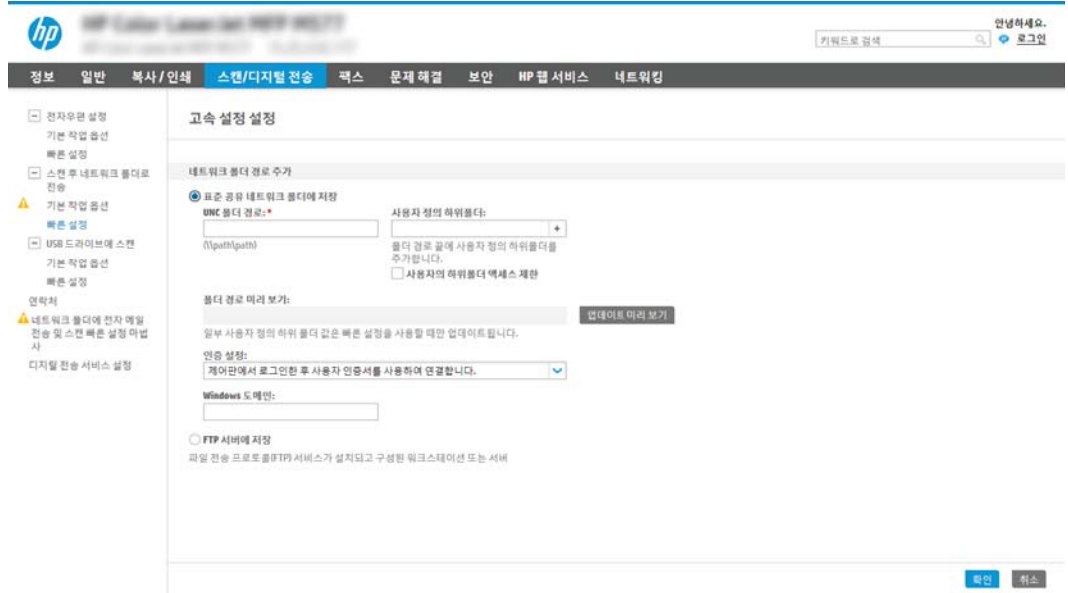 hp
안녕하세요.
키워드로 검색
로그인
정보 일반 복사 / 인쇄 스캔/디지털 전송 팩스 문제 해결 보안 HP 웹 서비스 네트워킹
전자우편 설정
기본 작업 옵션
빠른 설정
스캔 후 네트워크 폴더로
전송
기본 작업 옵션
빠른 설정
USB 드라이브에 스캔
기본 작업 옵션
빠른 설정
연락처
네트워크 폴더에 전자 메일
전송 및 스캔 빠른 설정 마법
사
디지털 전송 서비스 설정
고속 설정 설정
네트워크 폴더 경로 추가
표준 공유 네트워크 폴더에 저장
UNC 폴더 경로:* 사용자 정의 하위폴더:
(\\path\path)
폴더 경로 끝에 사용자 정의 하위폴더를
추가합니다.
사용자의 하위폴더 액세스 제한
폴더 경로 미리 보기:
업데이트 미리 보기
일부 사용자 정의 하위 폴더 값은 빠른 설정을 사용할 때만 업데이트됩니다.
인증 설정:
제어판에서 로그인한 후 사용자 인증서를 사용하여 연결합니다.
Windows 도메인:
FTP 서버에 저장
파일 전송 프로토콜(FTP) 서비스가 설치되고 구성된 워크스테이션 또는 서버
확인 취소